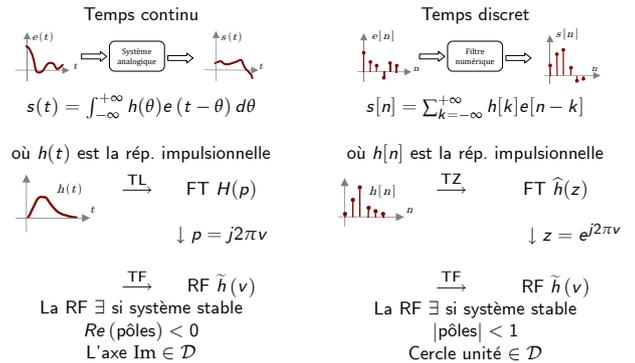 Temps continu
e(t)
t
Système analogique
s(t)
t
s(t) = ∫_{−∞}^{+∞} h(θ)e (t − θ) dθ
où h(t) est la rép. impulsionnelle
h(t)
t
TL
→
FT H(p)
↓ p = j2πν
TF
→
RF h̃ (ν)
La RF ∃ si système stable
Re (pôles) < 0
L'axe Im ∈ 𝒟
Temps discret
e[n]
n
Filtre numérique
s[n]
n
s[n] = ∑_{k=−∞}^{+∞} h[k]e[n − k]
où h[n] est la rép. impulsionnelle
h[n]
n
TZ
→
FT ĥ(z)
↓ z = e^{j2πν}
TF
→
RF h̃ (ν)
La RF ∃ si système stable
|pôles| < 1
Cercle unité ∈ 𝒟